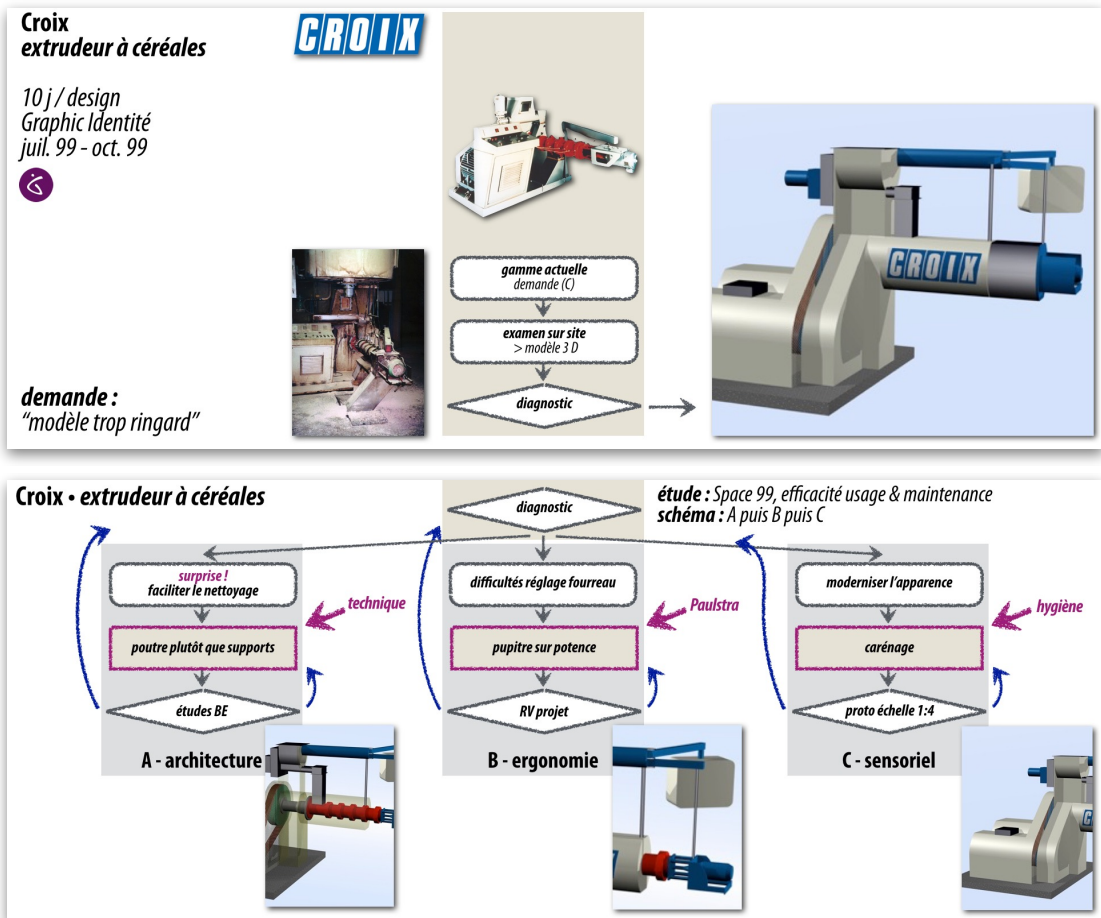 Croix
extrudeur à céréales
CROIX
10 j / design
Graphic Identité
juil. 99 - oct. 99
gamme actuelle
demande (C)
examen sur site
> modèle 3 D
diagnostic
demande :
“modèle trop ringard”
CROIX
Croix • extrudeur à céréales
diagnostic
étude : Space 99, efficacité usage & maintenance
schéma : A puis B puis C
surprise !
faciliter le nettoyage
technique
poutre plutôt que supports
études BE
A - architecture
difficultés réglage fourreau
Paulstra
pupitre sur potence
RV projet
B - ergonomie
moderniser l’apparence
hygiène
carénage
proto échelle 1:4
C - sensoriel